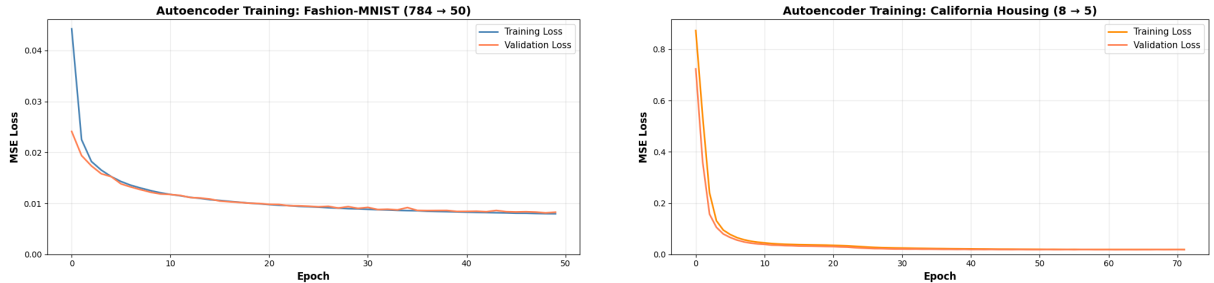 Autoencoder Training: Fashion-MNIST (784 → 50)
Training Loss
Validation Loss
MSE Loss
0.04
0.03
0.02
0.01
0.00
0 10 20 30 40 50
Epoch
Autoencoder Training: California Housing (8 → 5)
Training Loss
Validation Loss
MSE Loss
0.8
0.6
0.4
0.2
0.0
0 10 20 30 40 50 60 70
Epoch